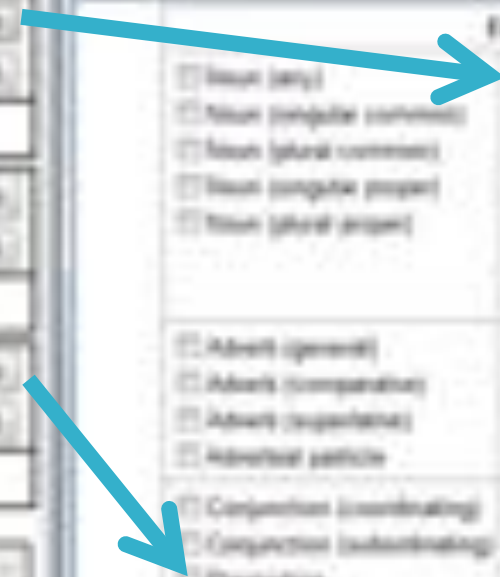 Noun (any)
Noun (singular common)
Noun (plural common)
Noun (singular proper)
Noun (plural proper)
Adverb (general)
Adverb (comparative)
Adverb (superlative)
Adverbial particle
Conjunction (coordinating)
Conjunction (subordinating)